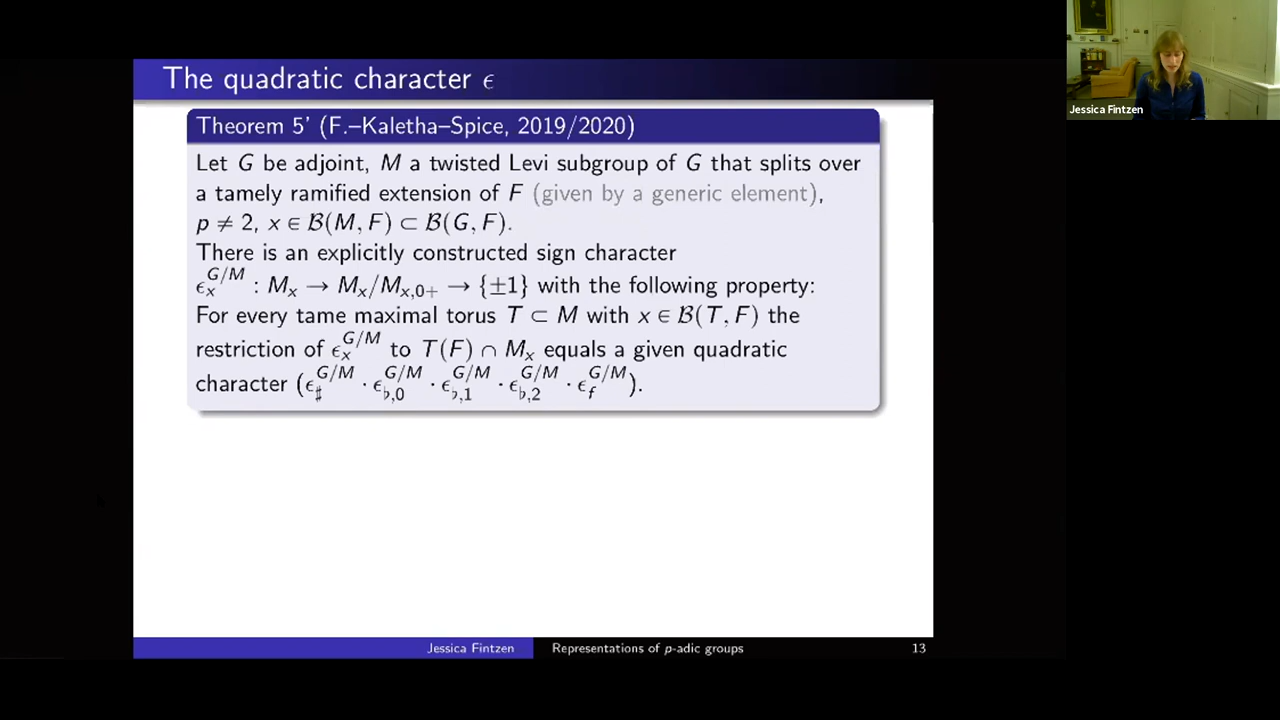 The quadratic character ϵ
Theorem 5' (F.–Kaletha–Spice, 2019/2020)
Let G be adjoint, M a twisted Levi subgroup of G that splits over
a tamely ramified extension of F (given by a generic element),
p ≠ 2, x ∈ ℬ(M, F) ⊂ ℬ(G, F).
There is an explicitly constructed sign character
ϵ_x^{G/M} : M_x → M_x/M_{x,0+} → {±1} with the following property:
For every tame maximal torus T ⊂ M with x ∈ ℬ(T, F) the
restriction of ϵ_x^{G/M} to T(F) ∩ M_x equals a given quadratic
character (ϵ_♯^{G/M} · ϵ_{♭,0}^{G/M} · ϵ_{♭,1}^{G/M} · ϵ_{♭,2}^{G/M} · ϵ_f^{G/M}).
Jessica Fintzen Representations of p-adic groups 13
Jessica Fintzen